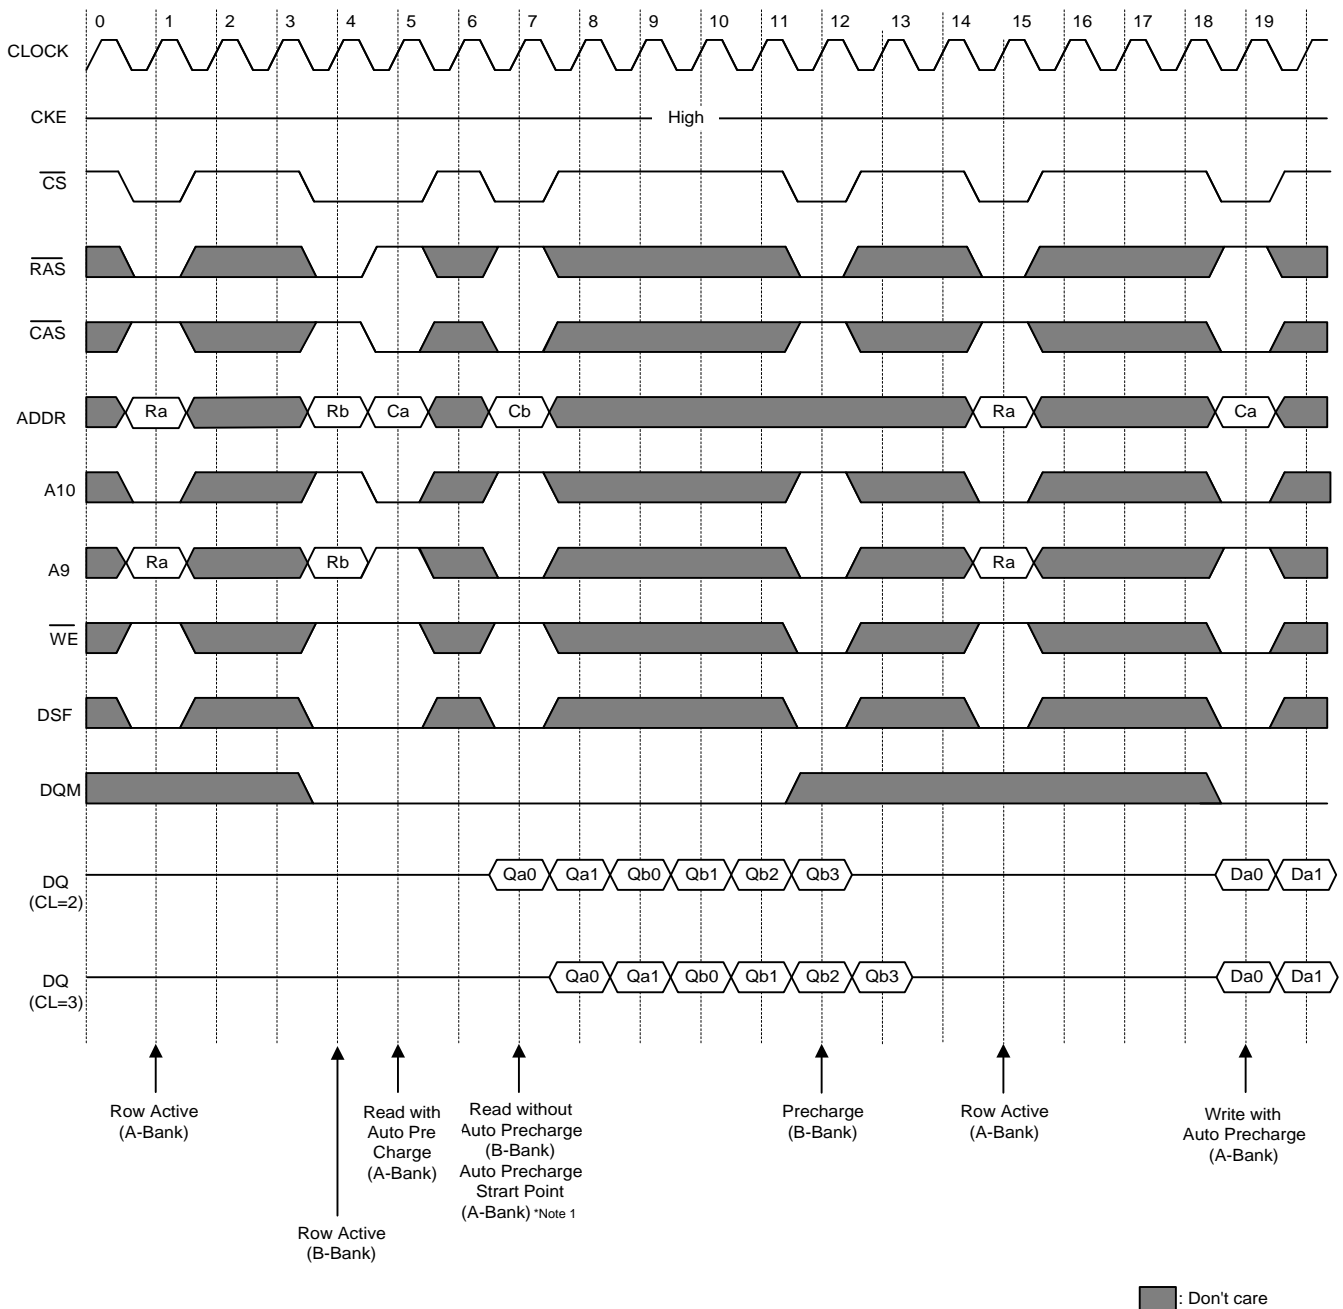 0 1 2 3 4 5 6 7 8 9 10 11 12 13 14 15 16 17 18 19
CLOCK
CKE High
CS
RAS
CAS
ADDR Ra Rb Ca Cb Ra Ca
A10
A9 Ra Rb Ra
WE
DSF
DQM
DQ
(CL=2)
Qa0 Qa1 Qb0 Qb1 Qb2 Qb3 Da0 Da1
DQ
(CL=3)
Qa0 Qa1 Qb0 Qb1 Qb2 Qb3 Da0 Da1
Row Active
(A-Bank)
Row Active
(B-Bank)
Read with
Auto Pre
Charge
(A-Bank)
Read without
Auto Precharge
(B-Bank)
Auto Precharge
Strart Point
(A-Bank) *Note 1
Precharge
(B-Bank)
Row Active
(A-Bank)
Write with
Auto Precharge
(A-Bank)
: Don't care